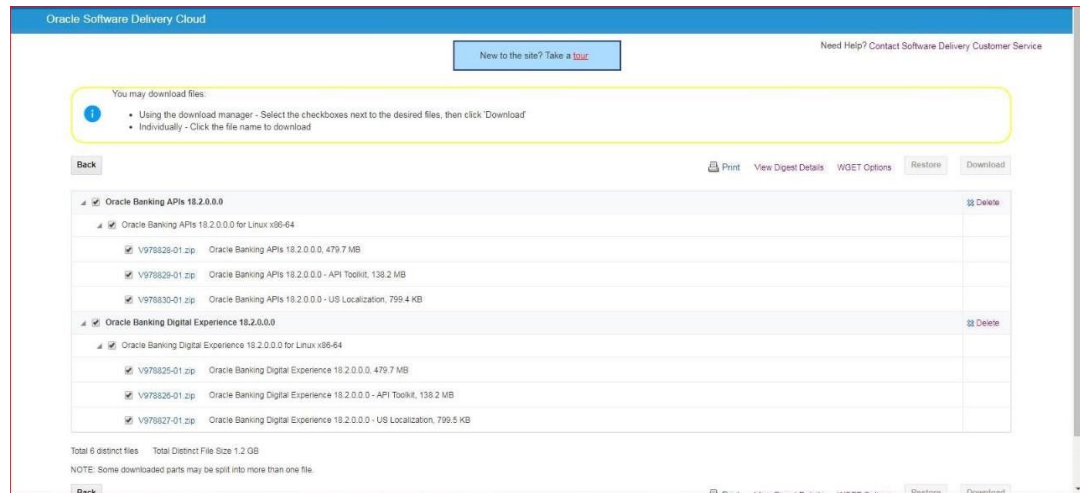 Oracle Software Delivery Cloud
New to the site? Take a tour
Need Help? Contact Software Delivery Customer Service
You may download files:
• Using the download manager - Select the checkboxes next to the desired files, then click 'Download'
• Individually - Click the file name to download
Back
Print View Digest Details WGET Options Restore Download
Oracle Banking APIs 18.2.0.0.0 Delete
Oracle Banking APIs 18.2.0.0.0 for Linux x86-64
V978828-01.zip Oracle Banking APIs 18.2.0.0.0, 479.7 MB
V978829-01.zip Oracle Banking APIs 18.2.0.0.0 - API Toolkit, 138.2 MB
V978830-01.zip Oracle Banking APIs 18.2.0.0.0 - US Localization, 799.4 KB
Oracle Banking Digital Experience 18.2.0.0.0 Delete
Oracle Banking Digital Experience 18.2.0.0.0 for Linux x86-64
V978825-01.zip Oracle Banking Digital Experience 18.2.0.0.0, 479.7 MB
V978826-01.zip Oracle Banking Digital Experience 18.2.0.0.0 - API Toolkit, 138.2 MB
V978827-01.zip Oracle Banking Digital Experience 18.2.0.0.0 - US Localization, 799.5 KB
Total 6 distinct files Total Distinct File Size 1.2 GB
NOTE: Some downloaded parts may be split into more than one file.
Back
Print View Digest Details WGET Options Restore Download